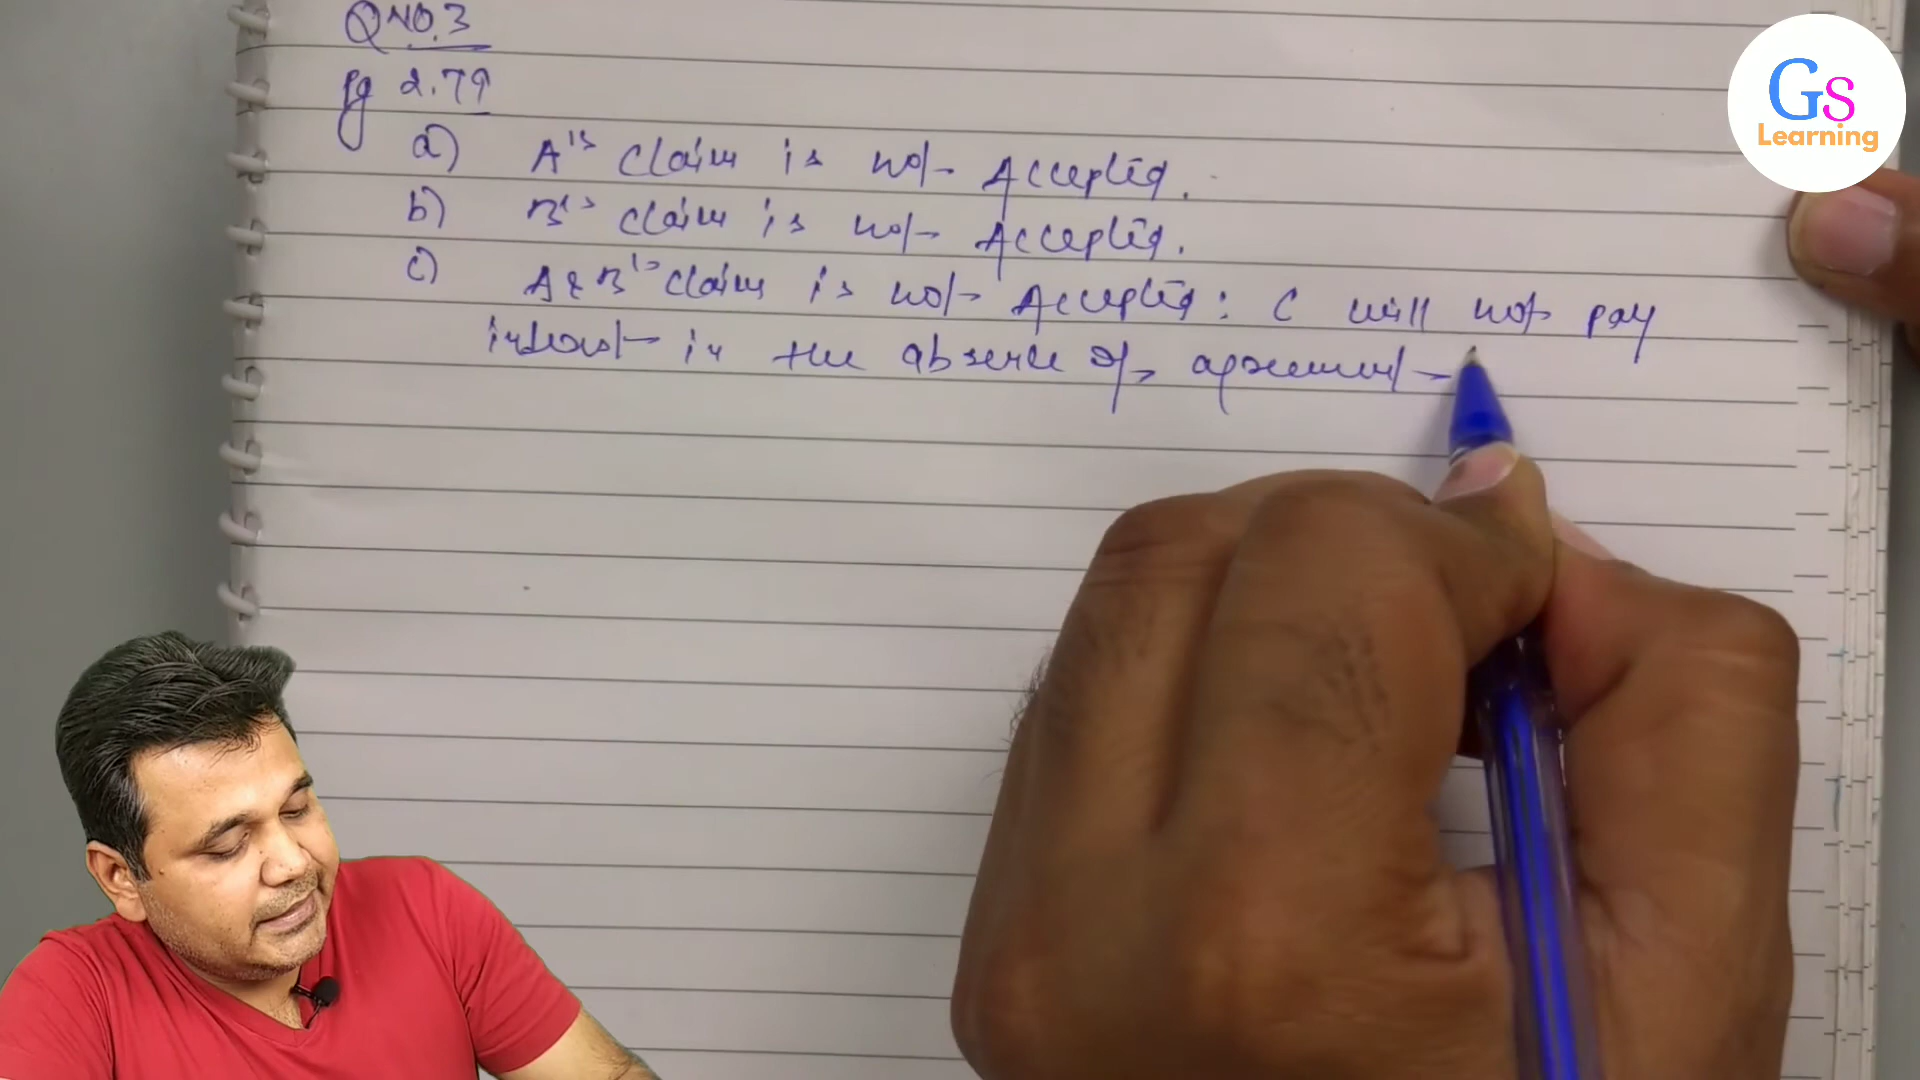 QNO.3
Pg 2.79
a) A's Claim is not Accepted.
b) B's claim is not Accepted.
c) A & B's claim is not Accepted: C will not pay
interest in the absence of agreement
Gs
Learning